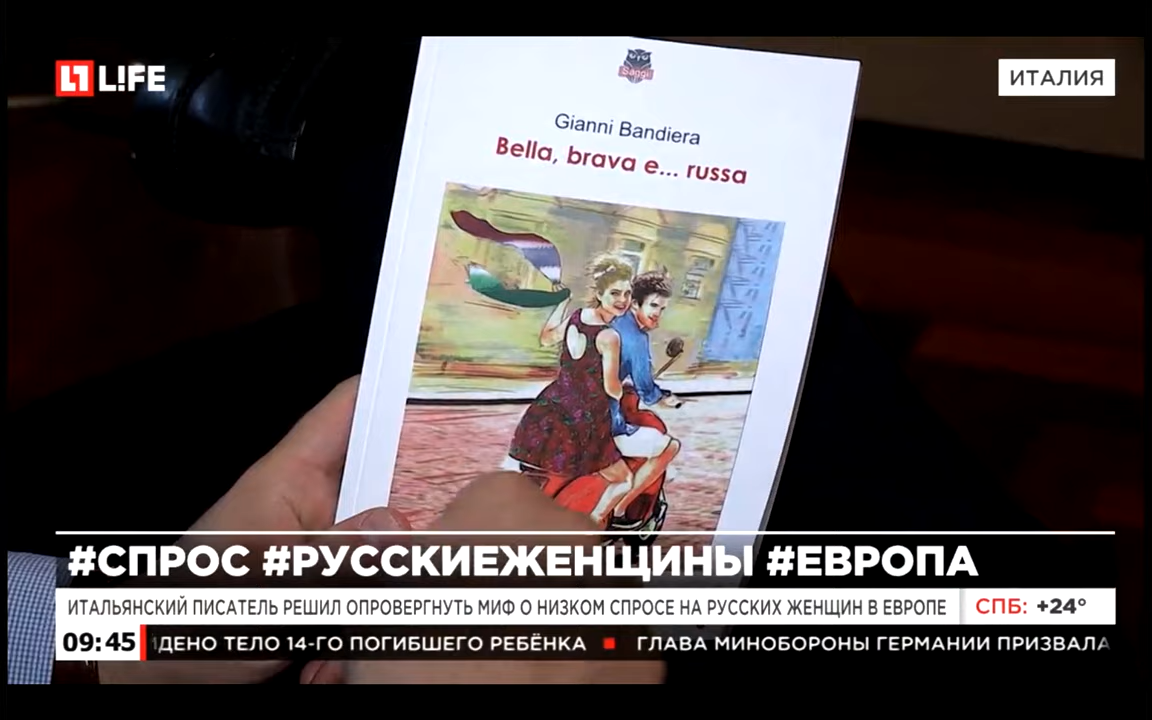 L!FE
ИТАЛИЯ
Saggi
Gianni Bandiera
Bella, brava e... russa
#СПРОС #РУССКИЕЖЕНЩИНЫ #ЕВРОПА
ИТАЛЬЯНСКИЙ ПИСАТЕЛЬ РЕШИЛ ОПРОВЕРГНУТЬ МИФ О НИЗКОМ СПРОСЕ НА РУССКИХ ЖЕНЩИН В ЕВРОПЕ
СПБ: +24°
09:45 ДЕНО ТЕЛО 14-ГО ПОГИБШЕГО РЕБЁНКА ГЛАВА МИНОБОРОНЫ ГЕРМАНИИ ПРИЗВАЛА